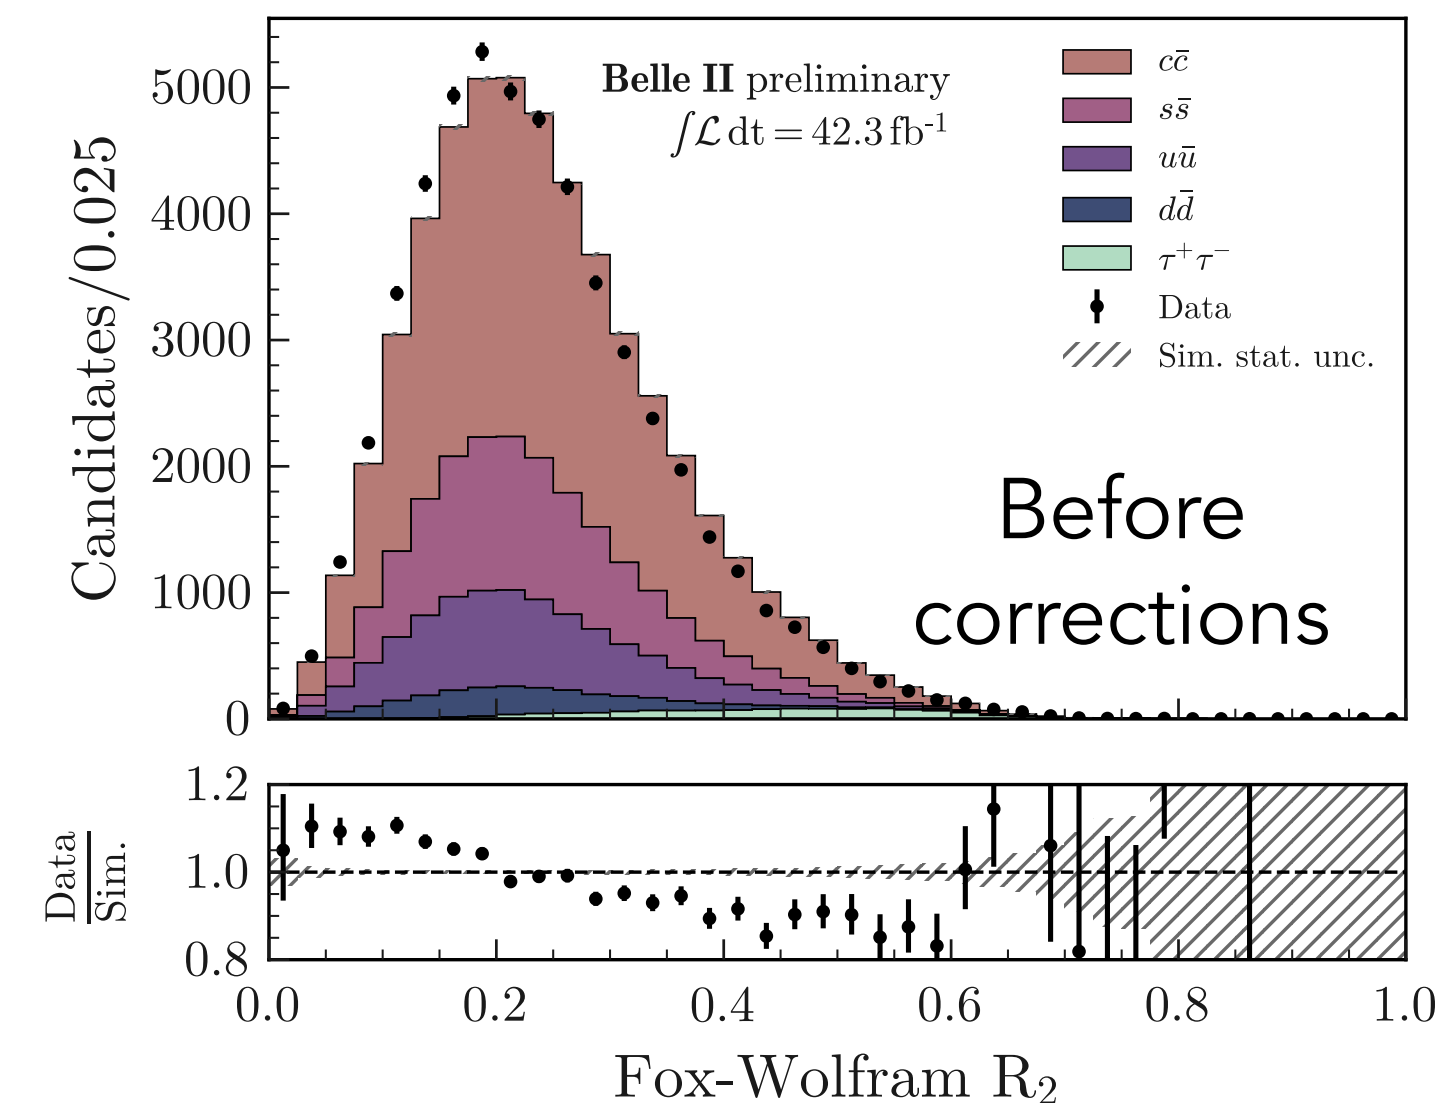 Candidates/0.025
5000
4000
3000
2000
1000
0
Belle II preliminary
∫ℒ dt = 42.3 fb⁻¹
cc̄
ss̄
uū
dd̄
τ⁺τ⁻
Data
Sim. stat. unc.
Before
corrections
Data
Sim.
1.2
1.0
0.8
0.0 0.2 0.4 0.6 0.8 1.0
Fox-Wolfram R₂